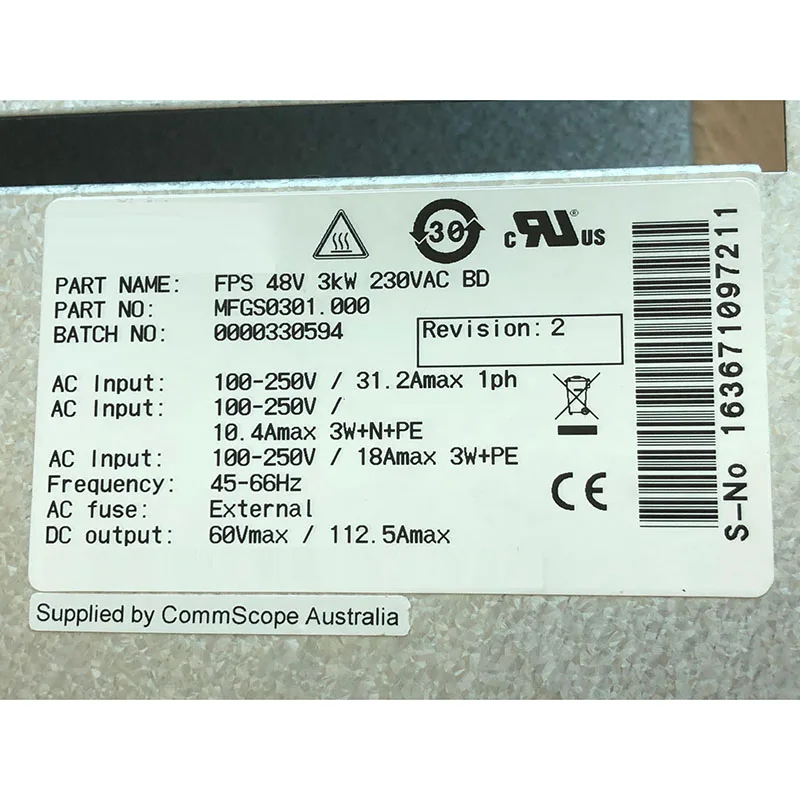 30
c RU ® US
PART NAME: FPS 48V 3kW 230VAC BD
PART NO: MFGS0301.000
BATCH NO: 0000330594
Revision: 2
AC Input: 100-250V / 31.2Amax 1ph
AC Input: 100-250V /
10.4Amax 3W+N+PE
AC Input: 100-250V / 18Amax 3W+PE
Frequency: 45-66Hz
AC fuse: External
DC output: 60Vmax / 112.5Amax
CE
S-No 163671097211
Supplied by CommScope Australia